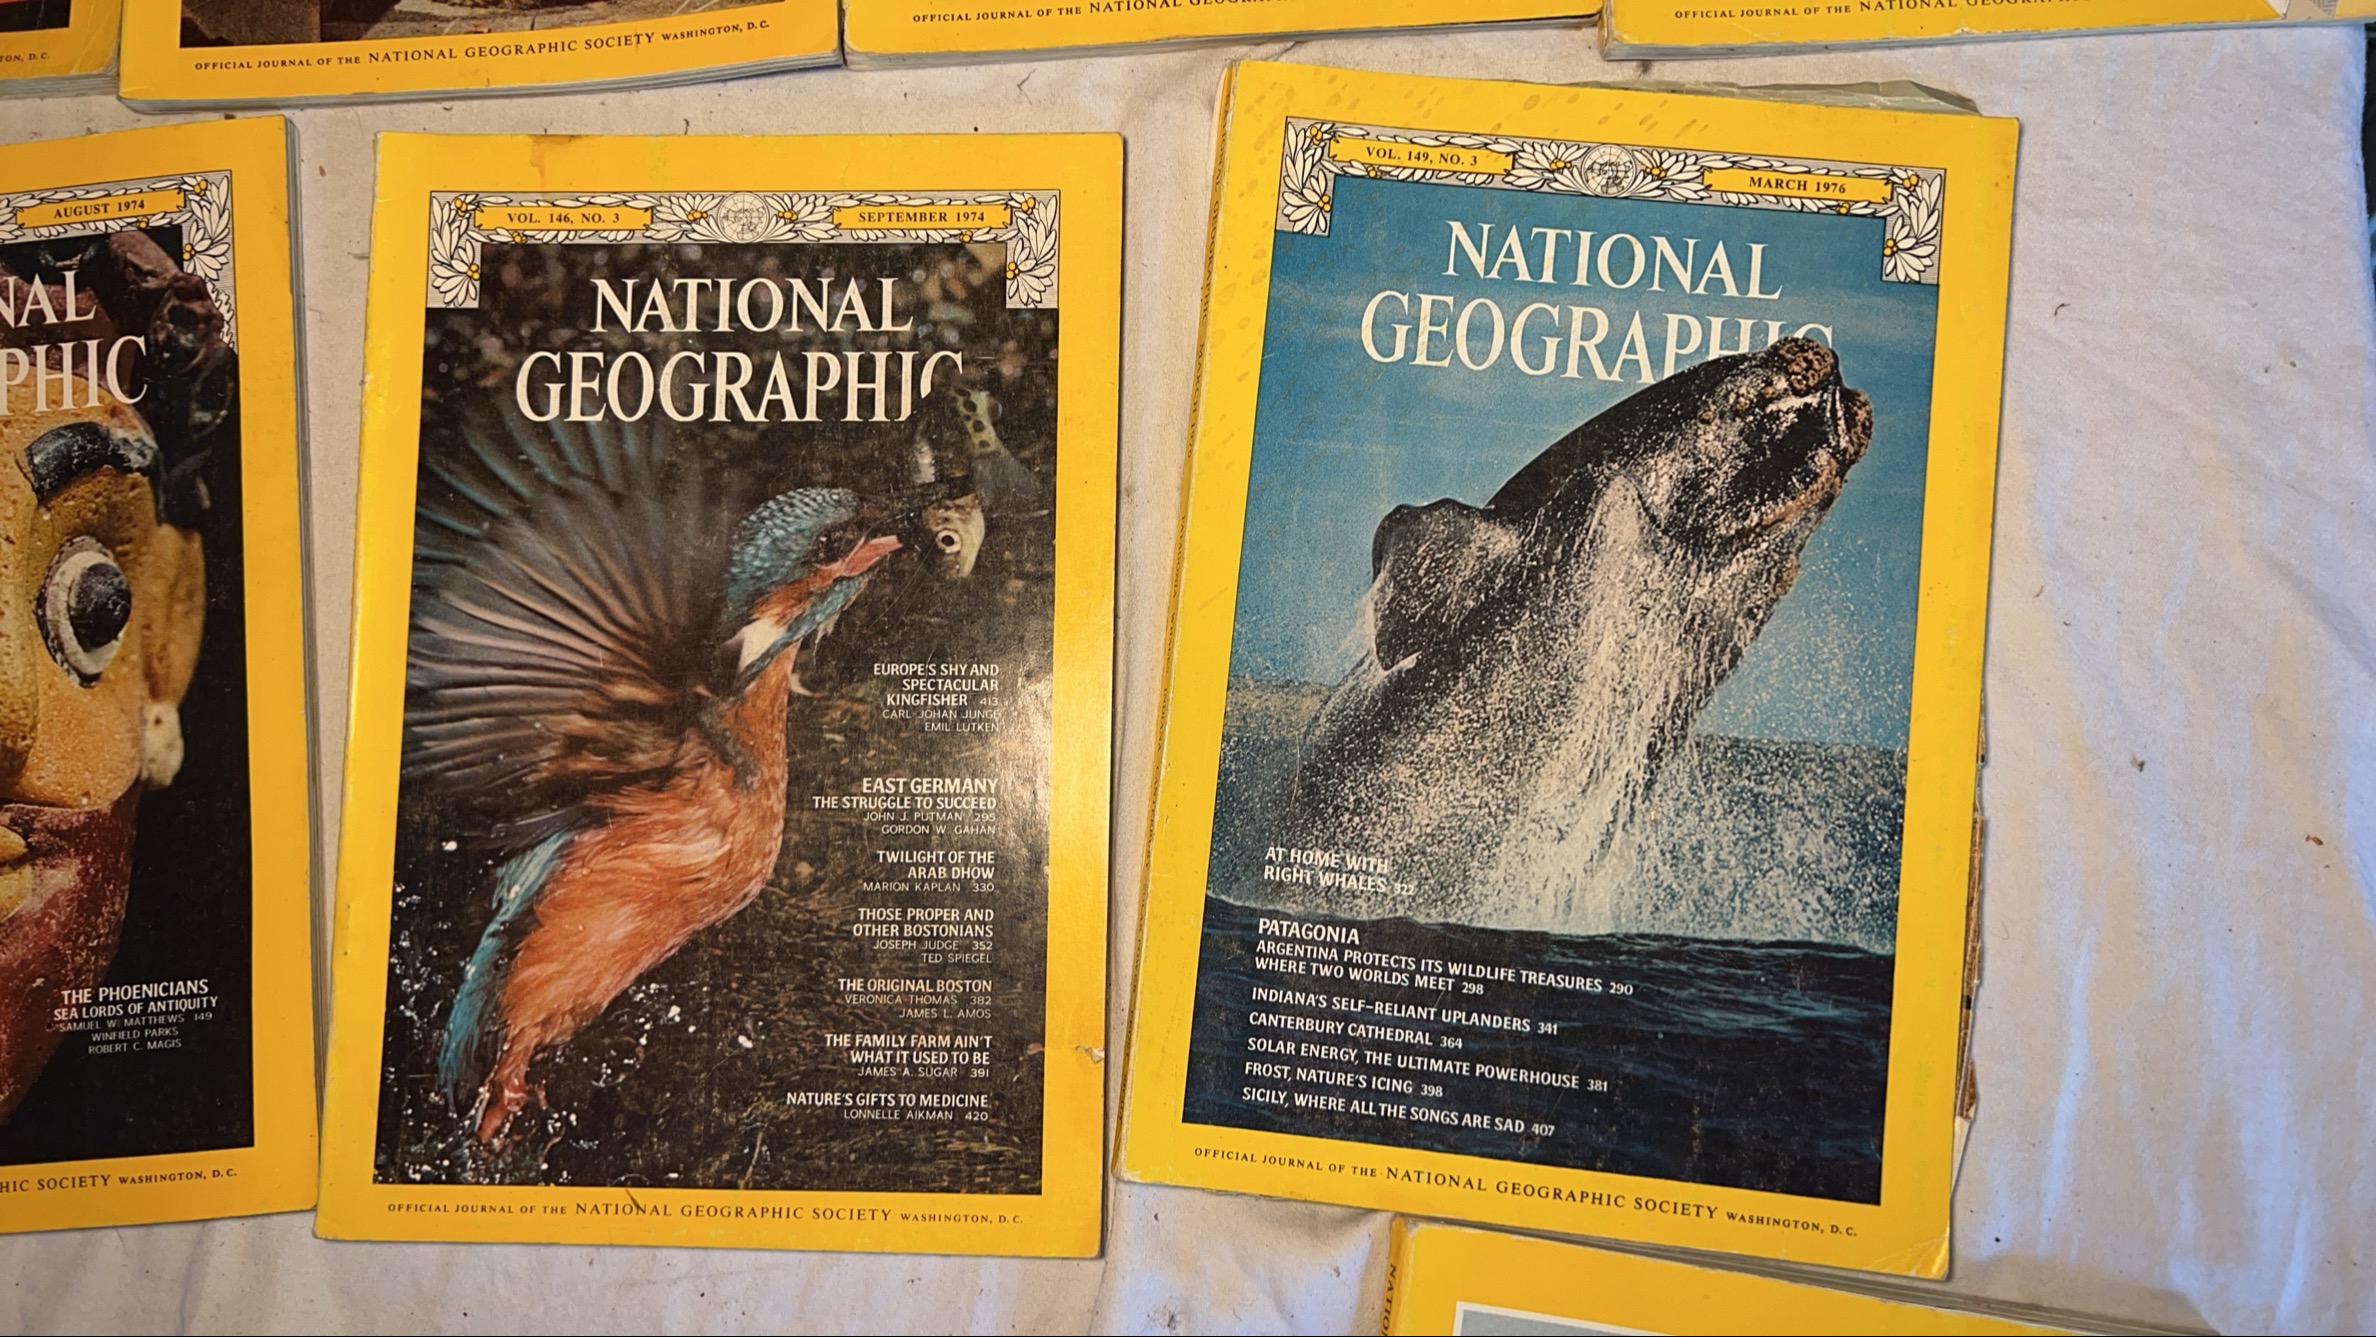 TON, D.C.
OFFICIAL JOURNAL OF THE NATIONAL GEOGRAPHIC SOCIETY WASHINGTON, D.C.
OFFICIAL JOURNAL OF THE NATIONAL
OFFICIAL JOURNAL OF THE NATIONAL
AUGUST 1974
NAL
PHIC
THE PHOENICIANS
SEA LORDS OF ANTIQUITY
SAMUEL W. MATTHEWS 149
WINFIELD PARKS
ROBERT C. MAGIS
HIC SOCIETY WASHINGTON, D.C.
VOL. 146, NO. 3
SEPTEMBER 1974
NATIONAL
GEOGRAPHIC
EUROPE'S SHY AND
SPECTACULAR
KINGFISHER 413
CARL-JOHAN JUNGE
EMIL LUTKEN
EAST GERMANY
THE STRUGGLE TO SUCCEED
JOHN J. PUTMAN 295
GORDON W. GAHAN
TWILIGHT OF THE
ARAB DHOW
MARION KAPLAN 330
THOSE PROPER AND
OTHER BOSTONIANS
JOSEPH JUDGE 352
TED SPIEGEL
THE ORIGINAL BOSTON
VERONICA THOMAS 382
JAMES L. AMOS
THE FAMILY FARM AIN'T
WHAT IT USED TO BE
JAMES A. SUGAR 391
NATURE'S GIFTS TO MEDICINE
LONNELLE AIKMAN 420
OFFICIAL JOURNAL OF THE NATIONAL GEOGRAPHIC SOCIETY WASHINGTON, D.C.
VOL. 149, NO. 3
MARCH 1976
NATIONAL
GEOGRAPHIC
AT HOME WITH
RIGHT WHALES 322
PATAGONIA
ARGENTINA PROTECTS ITS WILDLIFE TREASURES 290
WHERE TWO WORLDS MEET 298
INDIANA'S SELF-RELIANT UPLANDERS 341
CANTERBURY CATHEDRAL 364
SOLAR ENERGY, THE ULTIMATE POWERHOUSE 381
FROST, NATURE'S ICING 398
SICILY, WHERE ALL THE SONGS ARE SAD 407
OFFICIAL JOURNAL OF THE NATIONAL GEOGRAPHIC SOCIETY WASHINGTON, D.C.